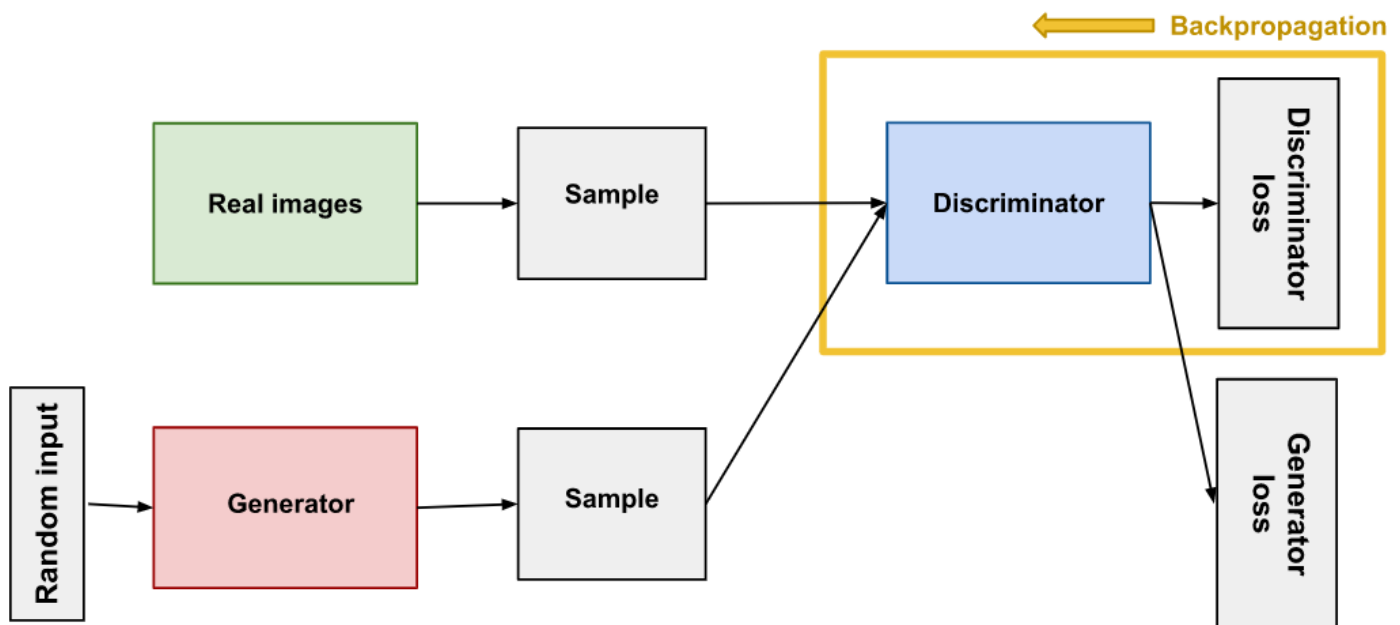 Backpropagation
Real images
Sample
Discriminator
Discriminator
loss
Random input
Generator
Sample
Generator
loss